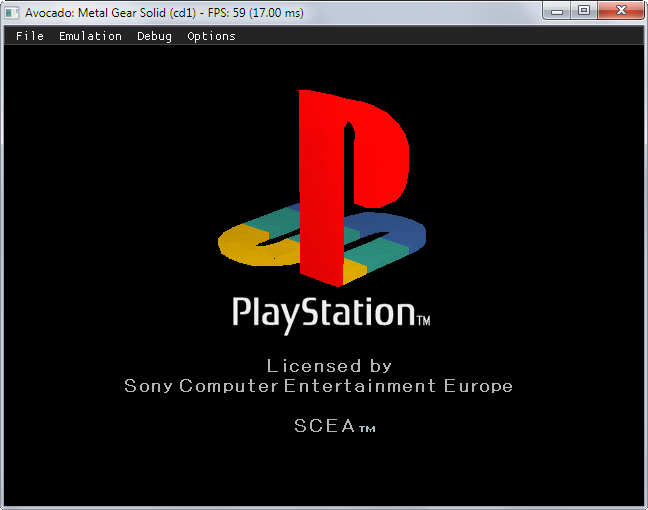 Avocado: Metal Gear Solid (cd1) - FPS: 59 (17.00 ms)
File Emulation Debug Options
PlayStation™
Licensed by
Sony Computer Entertainment Europe
SCEA™